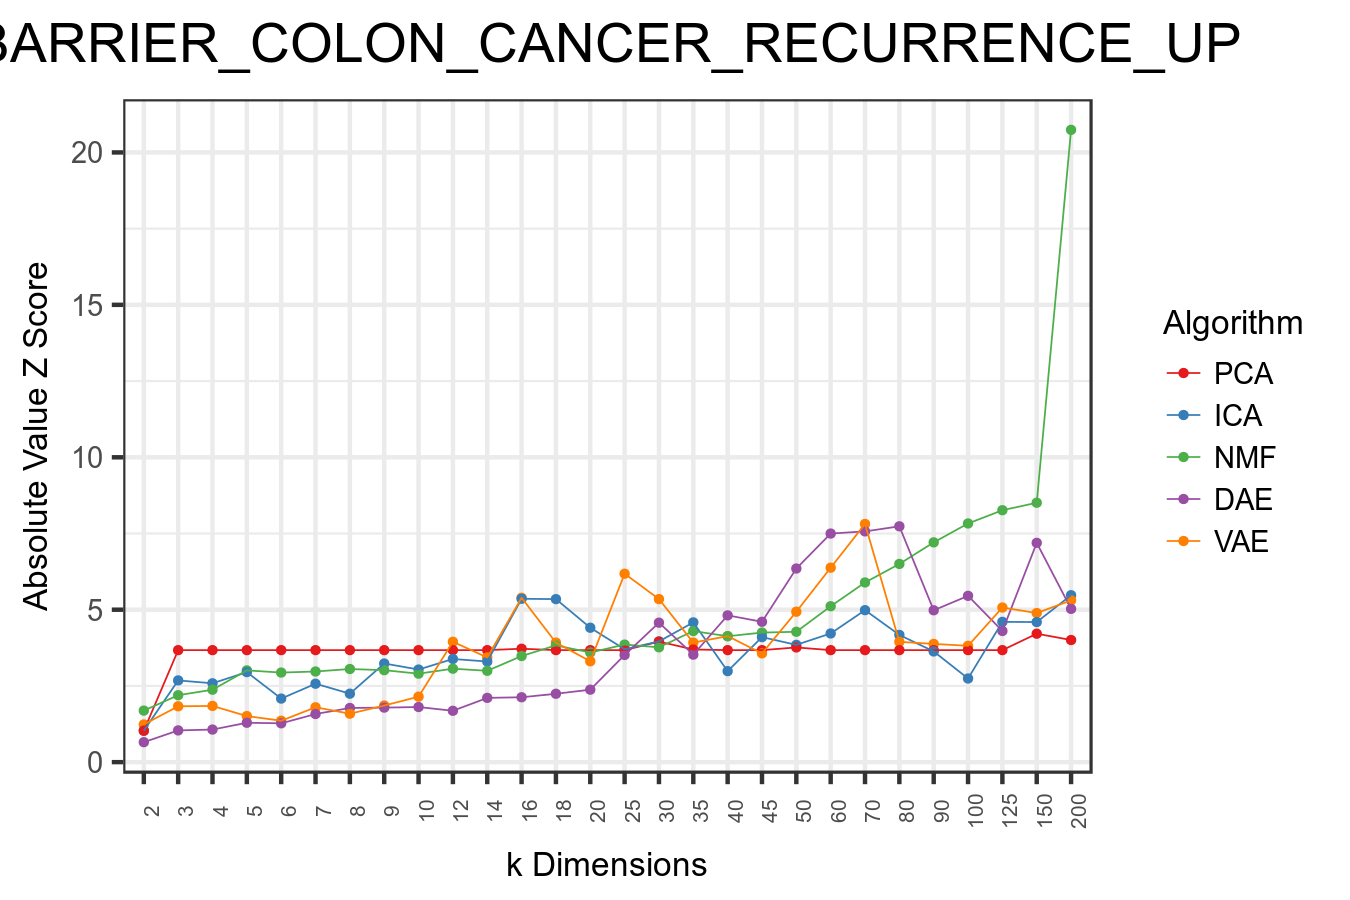 BARRIER_COLON_CANCER_RECURRENCE_UP
20
15
10
5
0
Absolute Value Z Score
2 3 4 5 6 7 8 9 10 12 14 16 18 20 25 30 35 40 45 50 60 70 80 90 100 125 150 200
k Dimensions
Algorithm
PCA
ICA
NMF
DAE
VAE